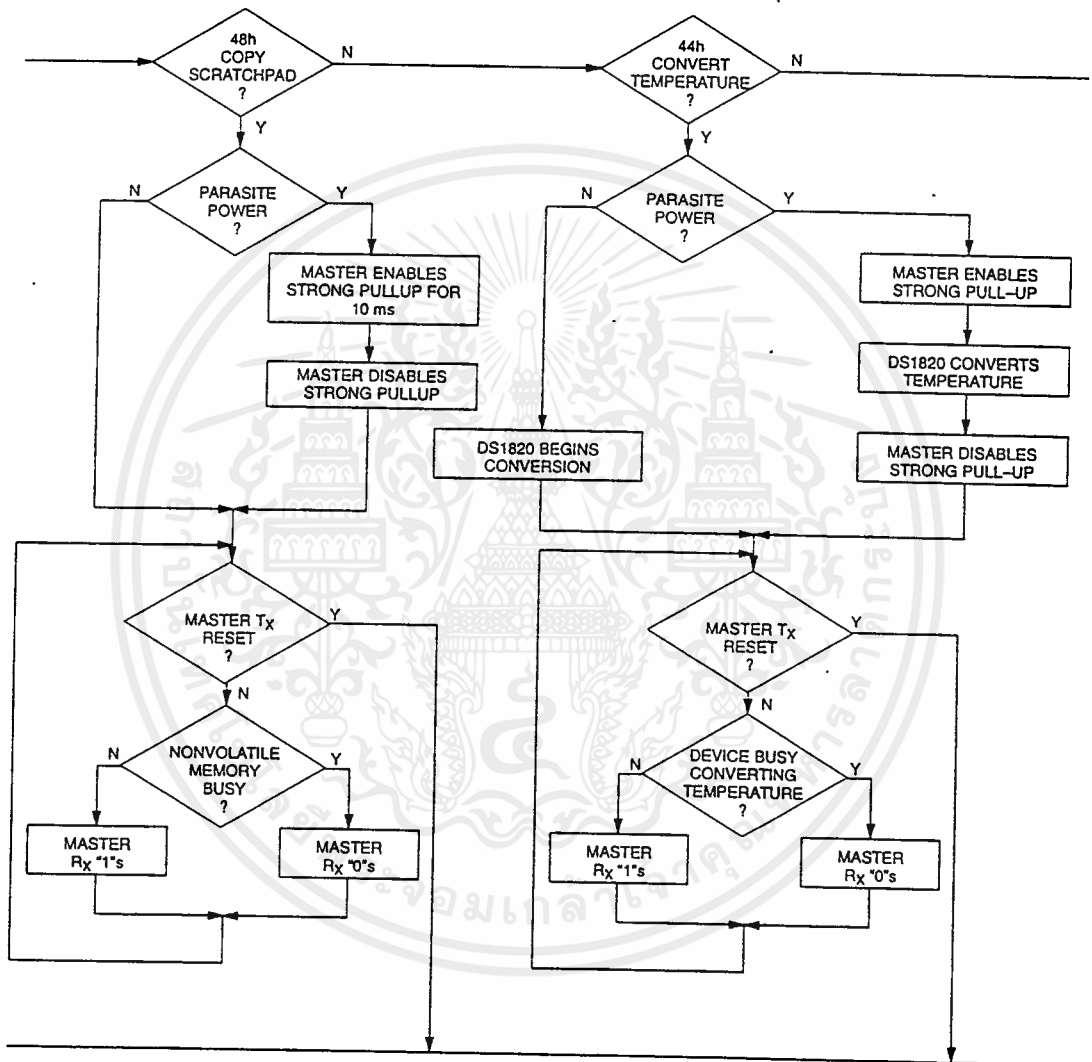 48h
COPY
SCRATCHPAD
?
N
Y
44h
CONVERT
TEMPERATURE
?
N
Y
N
PARASITE
POWER
?
Y
N
PARASITE
POWER
?
Y
MASTER ENABLES
STRONG PULLUP FOR
10 ms
MASTER DISABLES
STRONG PULLUP
MASTER ENABLES
STRONG PULL–UP
DS1820 CONVERTS
TEMPERATURE
MASTER DISABLES
STRONG PULL–UP
DS1820 BEGINS
CONVERSION
MASTER TX
RESET
?
Y
N
MASTER TX
RESET
?
Y
N
N
NONVOLATILE
MEMORY
BUSY
?
Y
N
DEVICE BUSY
CONVERTING
TEMPERATURE
?
Y
MASTER
RX "1"s
MASTER
RX "0"s
MASTER
RX "1"s
MASTER
RX "0"s